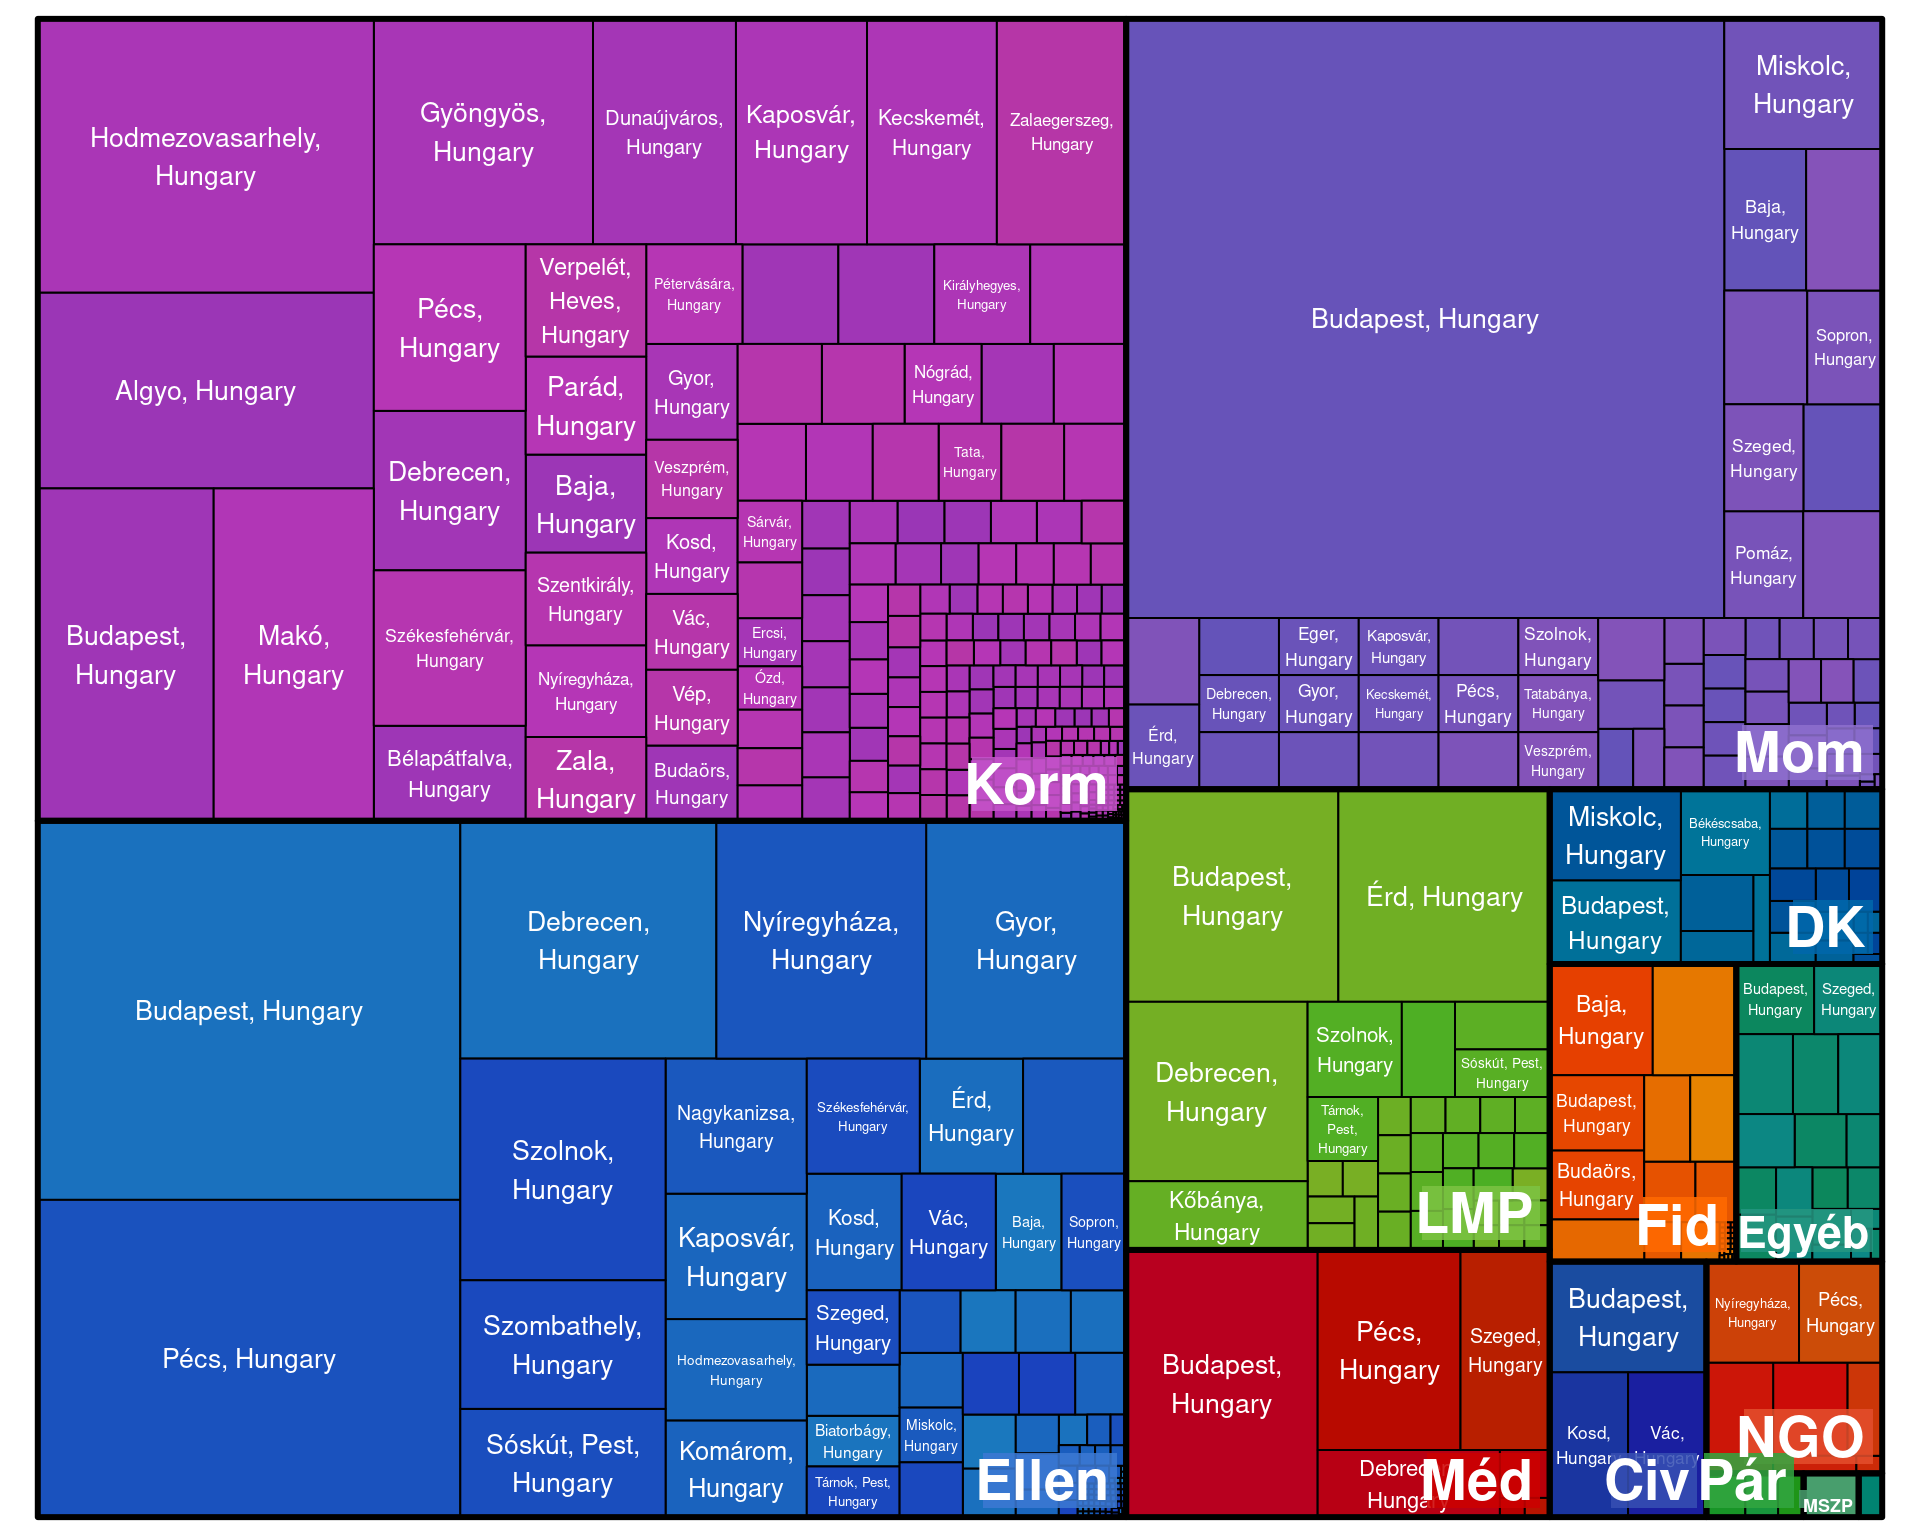 Hodmezovasarhely,
Hungary
Gyöngyös,
Hungary
Dunaújváros,
Hungary
Kaposvár,
Hungary
Kecskemét,
Hungary
Zalaegerszeg,
Hungary
Algyo, Hungary
Budapest,
Hungary
Makó,
Hungary
Pécs,
Hungary
Debrecen,
Hungary
Székesfehérvár,
Hungary
Bélapátfalva,
Hungary
Verpelét,
Heves,
Hungary
Parád,
Hungary
Baja,
Hungary
Szentkirály,
Hungary
Nyíregyháza,
Hungary
Zala,
Hungary
Pétervására,
Hungary
Királyhegyes,
Hungary
Gyor,
Hungary
Nógrád,
Hungary
Veszprém,
Hungary
Tata,
Hungary
Kosd,
Hungary
Sárvár,
Hungary
Vác,
Hungary
Ercsi,
Hungary
Vép,
Hungary
Ózd,
Hungary
Budaörs,
Hungary
Korm
Budapest, Hungary
Miskolc,
Hungary
Baja,
Hungary
Sopron,
Hungary
Szeged,
Hungary
Pomáz,
Hungary
Érd,
Hungary
Debrecen,
Hungary
Eger,
Hungary
Gyor,
Hungary
Kaposvár,
Hungary
Kecskemét,
Hungary
Pécs,
Hungary
Szolnok,
Hungary
Tatabánya,
Hungary
Veszprém,
Hungary
Mom
Budapest, Hungary
Pécs, Hungary
Debrecen,
Hungary
Nyíregyháza,
Hungary
Gyor,
Hungary
Szolnok,
Hungary
Szombathely,
Hungary
Sóskút, Pest,
Hungary
Nagykanizsa,
Hungary
Kaposvár,
Hungary
Hodmezovasarhely,
Hungary
Komárom,
Hungary
Székesfehérvár,
Hungary
Érd,
Hungary
Kosd,
Hungary
Vác,
Hungary
Baja,
Hungary
Sopron,
Hungary
Szeged,
Hungary
Biatorbágy,
Hungary
Miskolc,
Hungary
Tárnok, Pest,
Hungary
Ellen
Budapest,
Hungary
Érd, Hungary
Debrecen,
Hungary
Kőbánya,
Hungary
Szolnok,
Hungary
Sóskút, Pest,
Hungary
Tárnok,
Pest,
Hungary
LMP
Miskolc,
Hungary
Budapest,
Hungary
Békéscsaba,
Hungary
DK
Baja,
Hungary
Budapest,
Hungary
Budaörs,
Hungary
Fid
Budapest,
Hungary
Szeged,
Hungary
Egyéb
Budapest,
Hungary
Pécs,
Hungary
Szeged,
Hungary
Debrecen,
Hungary
Méd
Budapest,
Hungary
Kosd,
Hungary
Vác,
Hungary
Civ
Nyíregyháza,
Hungary
Pécs,
Hungary
NGO
Pár
MSZP